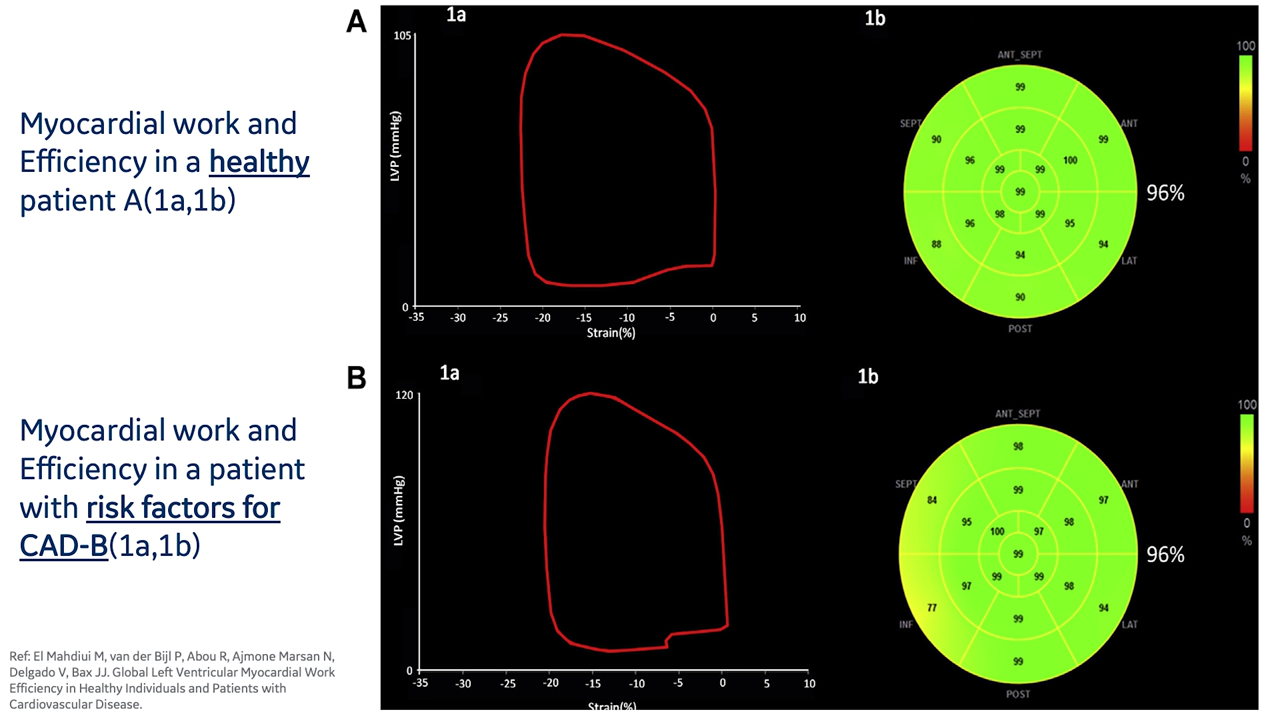 A
1a
1b
Myocardial work and
Efficiency in a healthy
patient A(1a,1b)
105
LVP (mmHg)
0
-35 -30 -25 -20 -15 -10 -5 0 5 10
Strain(%)
ANT_SEPT
SEPT
ANT
INF
LAT
POST
99
99
90
99
96
100
99
99
99
98
99
96
95
88
94
94
90
96%
100
0
%
B
1a
1b
Myocardial work and
Efficiency in a patient
with risk factors for
CAD-B(1a,1b)
120
LVP (mmHg)
0
-35 -30 -25 -20 -15 -10 -5 0 5 10
Strain(%)
ANT_SEPT
SEPT
ANT
INF
LAT
POST
98
99
84
97
95
98
100
97
99
99
99
97
98
77
94
99
99
96%
100
0
%
Ref: El Mahdiui M, van der Bijl P, Abou R, Ajmone Marsan N,
Delgado V, Bax JJ. Global Left Ventricular Myocardial Work
Efficiency in Healthy Individuals and Patients with
Cardiovascular Disease.